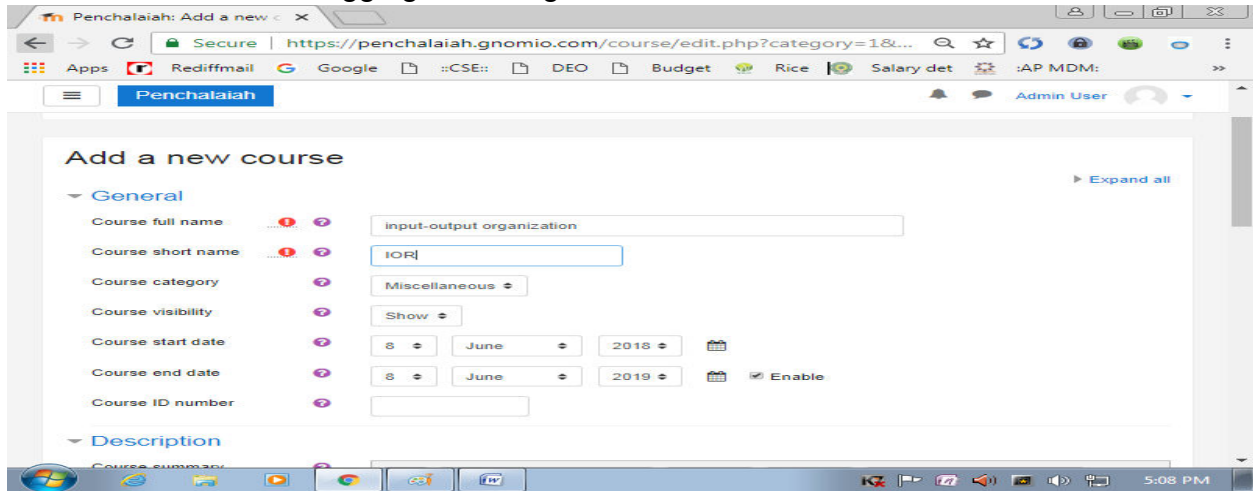 Penchalaiah: Add a new c
Secure | https://penchalaiah.gnomio.com/course/edit.php?category=1&...
Apps Rediffmail Google ::CSE:: DEO Budget Rice Salary det :AP MDM: »
Penchalaiah Admin User
Add a new course
Expand all
General
Course full name input-output organization
Course short name IOR
Course category Miscellaneous
Course visibility Show
Course start date 8 June 2018
Course end date 8 June 2019 Enable
Course ID number
Description
Course summary
5:08 PM